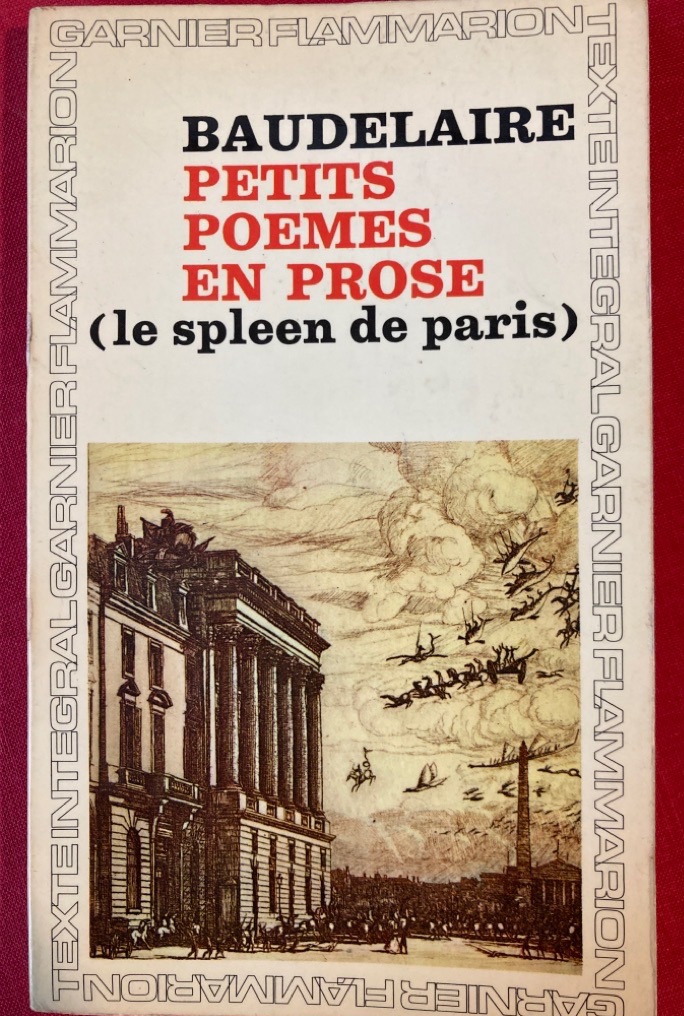 GARNIER FLAMMARION
TEXTE INTEGRAL GARNIER FLAMMARION
BAUDELAIRE
PETITS
POEMES
EN PROSE
(le spleen de paris)
TEXTE INTEGRAL GARNIER FLAMMARION
GARNIER FLAMMARION